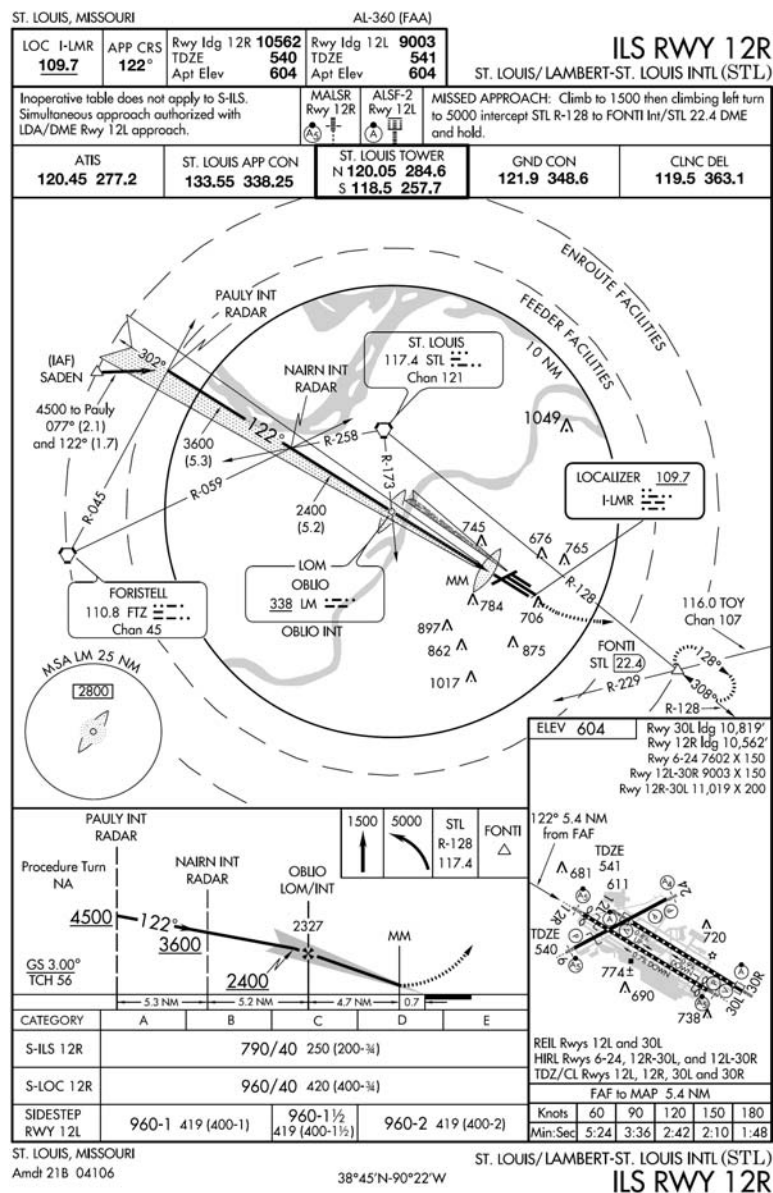 ST. LOUIS, MISSOURI
AL-360 (FAA)
LOC I-LMR
109.7
APP CRS
122°
Rwy ldg 12R 10562
TDZE 540
Apt Elev 604
Rwy ldg 12L 9003
TDZE 541
Apt Elev 604
ILS RWY 12R
ST. LOUIS/LAMBERT-ST. LOUIS INTL (STL)
Inoperative table does not apply to S-ILS.
Simultaneous approach authorized with
LDA/DME Rwy 12L approach.
MALSR
Rwy 12R
A5
ALSF-2
Rwy 12L
A
MISSED APPROACH: Climb to 1500 then climbing left turn
to 5000 intercept STL R-128 to FONTI Int/STL 22.4 DME
and hold.
ATIS
120.45 277.2
ST. LOUIS APP CON
133.55 338.25
ST. LOUIS TOWER
N 120.05 284.6
S 118.5 257.7
GND CON
121.9 348.6
CLNC DEL
119.5 363.1
ENROUTE FACILITIES
FEEDER FACILITIES
10 NM
PAULY INT
RADAR
(IAF)
SADEN
302°
4500 to Pauly
077° (2.1)
and 122° (1.7)
NAIRN INT
RADAR
ST. LOUIS
117.4 STL
Chan 121
122°
3600
(5.3)
R-258
R-059
R-045
R-173
2400
(5.2)
1049
LOCALIZER 109.7
I-LMR
745
676
765
R-128
LOM
OBLIO
338 LM
OBLIO INT
MM
784
706
897
862
875
1017
FORISTELL
110.8 FTZ
Chan 45
116.0 TOY
Chan 107
FONTI
STL 22.4
R-229
128°
308°
R-128
MSA LM 25 NM
2800
ELEV 604
Rwy 30L ldg 10,819'
Rwy 12R ldg 10,562'
Rwy 6-24 7602 X 150
Rwy 12L-30R 9003 X 150
Rwy 12R-30L 11,019 X 200
122° 5.4 NM
from FAF
TDZE
541
681
611
TDZE
540
12R
12L
24
6
720
774±
690
738
30L
30R
REIL Rwys 12L and 30L
HIRL Rwys 6-24, 12R-30L, and 12L-30R
TDZ/CL Rwys 12L, 12R, 30L and 30R
FAF to MAP 5.4 NM
Knots 60 90 120 150 180
Min:Sec 5:24 3:36 2:42 2:10 1:48
PAULY INT
RADAR
Procedure Turn
NA
NAIRN INT
RADAR
OBLIO
LOM/INT
1500
5000
STL
R-128
117.4
FONTI
4500
122°
3600
2400
2327
MM
GS 3.00°
TCH 56
5.3 NM
5.2 NM
4.7 NM
0.7
CATEGORY A B C D E
S-ILS 12R 790/40 250 (200-¾)
S-LOC 12R 960/40 420 (400-¾)
SIDESTEP
RWY 12L
960-1 419 (400-1)
960-1½
419 (400-1½)
960-2 419 (400-2)
ST. LOUIS, MISSOURI
Amdt 21B 04106
38°45'N-90°22'W
ST. LOUIS/LAMBERT-ST. LOUIS INTL (STL)
ILS RWY 12R